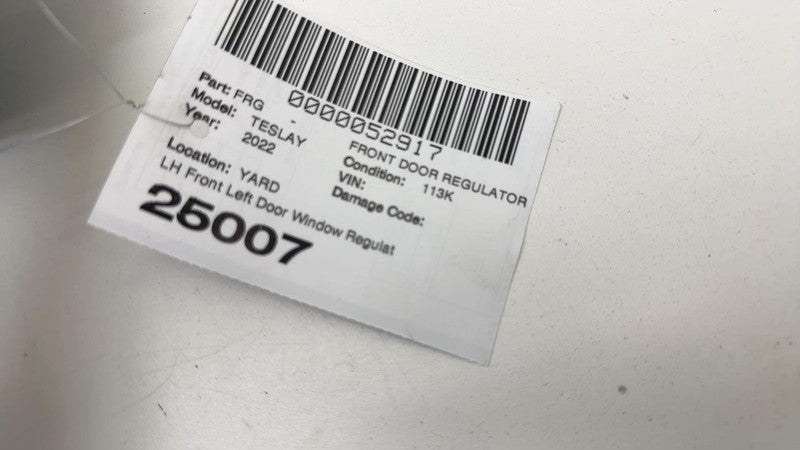 0000052917
Part: FRG - FRONT DOOR REGULATOR
Model: TESLAY Condition: 113K
Year: 2022 VIN:
Damage Code:
Location: YARD
LH Front Left Door Window Regulat
25007